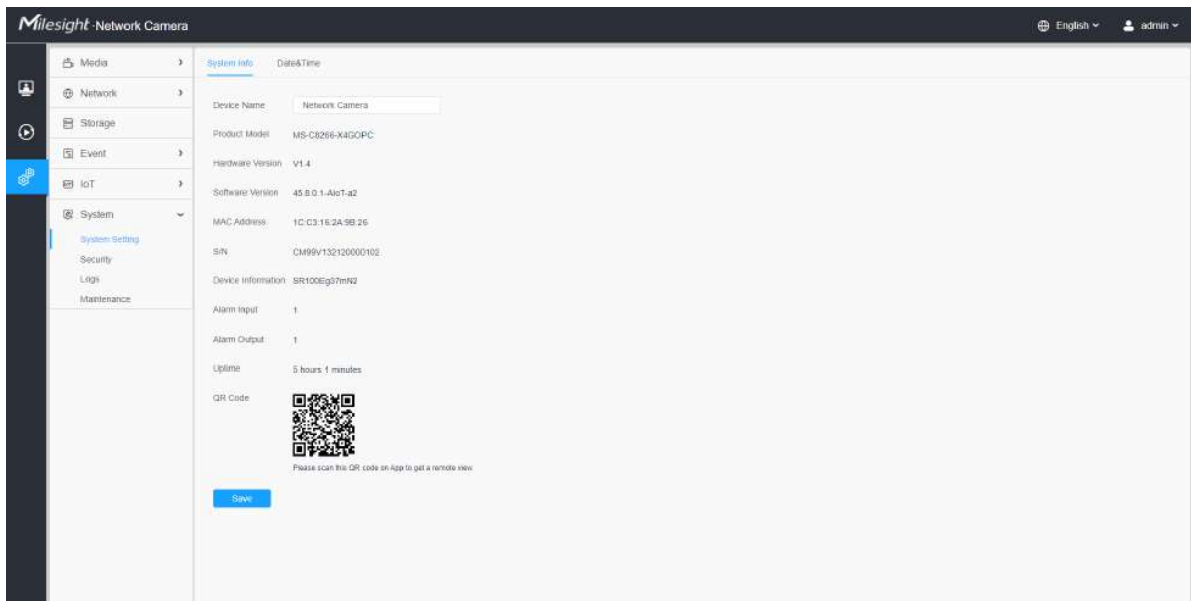 Milesight · Network Camera
English
admin
Media
Network
Storage
Event
IoT
System
System Setting
Security
Logs
Maintenance
System Info Date&Time
Device Name Network Camera
Product Model MS-C8266-X4GOPC
Hardware Version V1.4
Software Version 45.8.0.1-AIoT-a2
MAC Address 1C:C3:16:2A:9B:26
S/N CM99V132120000102
Device Information SR100Eg37mN2
Alarm Input 1
Alarm Output 1
Uptime 5 hours 1 minutes
QR Code
Please scan this QR code on App to get a remote view.
Save